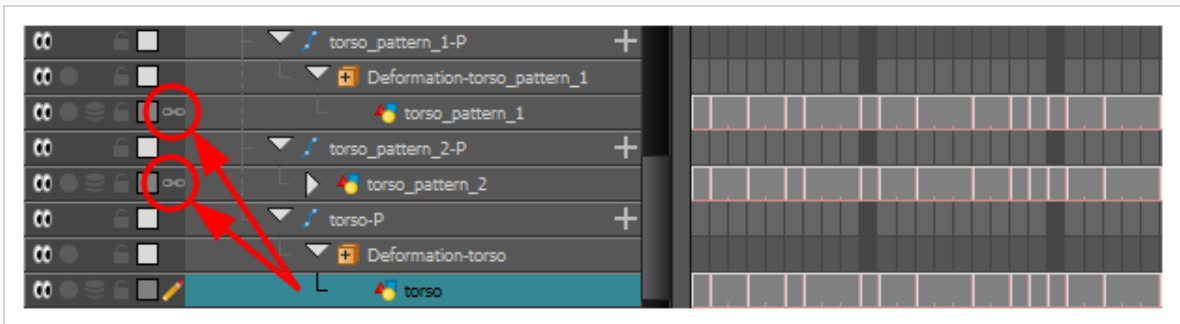 torso_pattern_1-P
Deformation-torso_pattern_1
torso_pattern_1
torso_pattern_2-P
torso_pattern_2
torso-P
Deformation-torso
torso